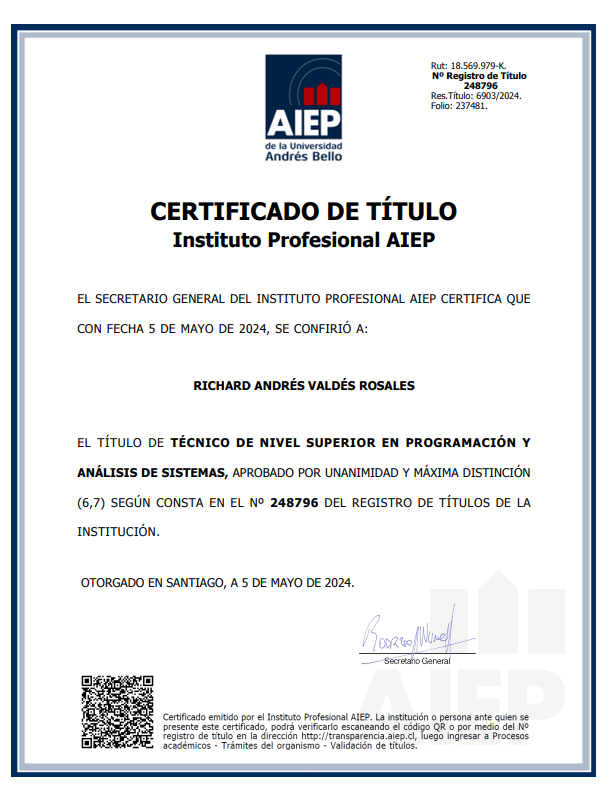 Rut: 18.569.979-K.
Nº Registro de Título
248796
Res.Título: 6903/2024.
Folio: 237481.
AIEP
de la Universidad
Andrés Bello
CERTIFICADO DE TÍTULO
Instituto Profesional AIEP
EL SECRETARIO GENERAL DEL INSTITUTO PROFESIONAL AIEP CERTIFICA QUE
CON FECHA 5 DE MAYO DE 2024, SE CONFIRIÓ A:
RICHARD ANDRÉS VALDÉS ROSALES
EL TÍTULO DE TÉCNICO DE NIVEL SUPERIOR EN PROGRAMACIÓN Y
ANÁLISIS DE SISTEMAS, APROBADO POR UNANIMIDAD Y MÁXIMA DISTINCIÓN
(6,7) SEGÚN CONSTA EN EL Nº 248796 DEL REGISTRO DE TÍTULOS DE LA
INSTITUCIÓN.
OTORGADO EN SANTIAGO, A 5 DE MAYO DE 2024.
Secretario General
AIEP
Certificado emitido por el Instituto Profesional AIEP. La institución o persona ante quien se
presente este certificado, podrá verificarlo escaneando el código QR o por medio del Nº
registro de título en la dirección http://transparencia.aiep.cl, luego ingresar a Procesos
académicos - Trámites del organismo - Validación de títulos.